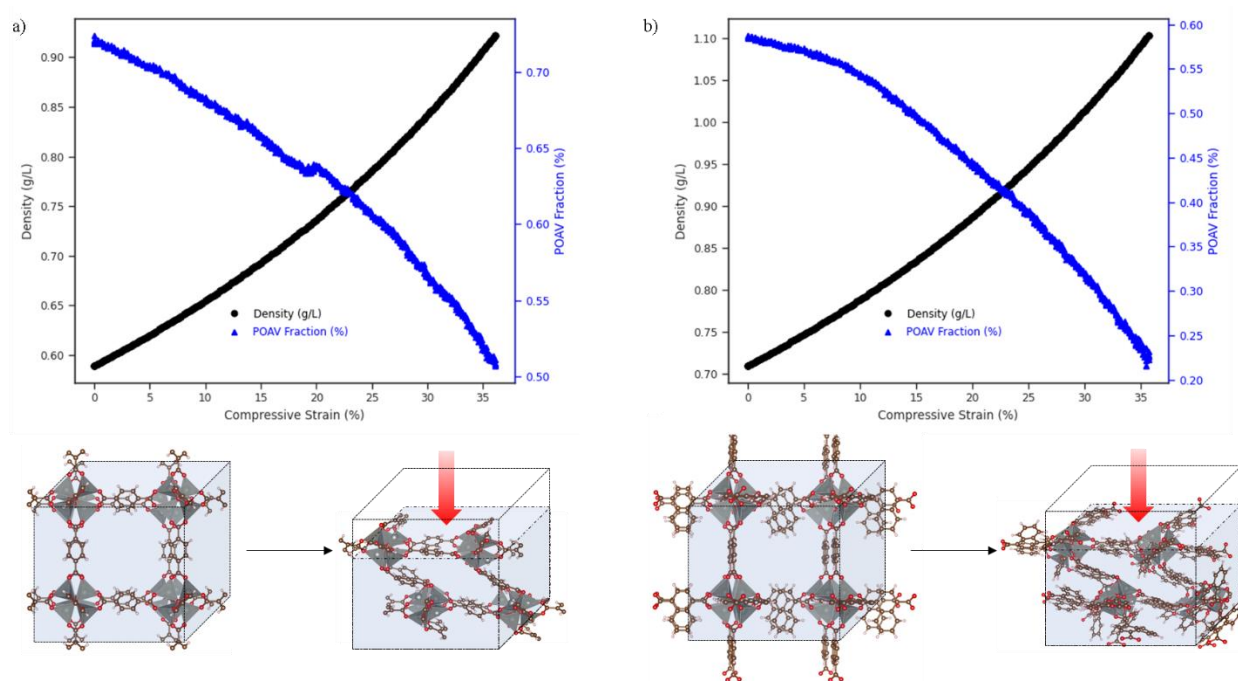 a)
0.90
0.85
0.80
0.75
0.70
0.65
0.60
Density (g/L)
0.70
0.65
0.60
0.55
0.50
POAV Fraction (%)
Density (g/L)
POAV Fraction (%)
0 5 10 15 20 25 30 35
Compressive Strain (%)
b)
1.10
1.05
1.00
0.95
0.90
0.85
0.80
0.75
0.70
Density (g/L)
0.60
0.55
0.50
0.45
0.40
0.35
0.30
0.25
0.20
POAV Fraction (%)
Density (g/L)
POAV Fraction (%)
0 5 10 15 20 25 30 35
Compressive Strain (%)